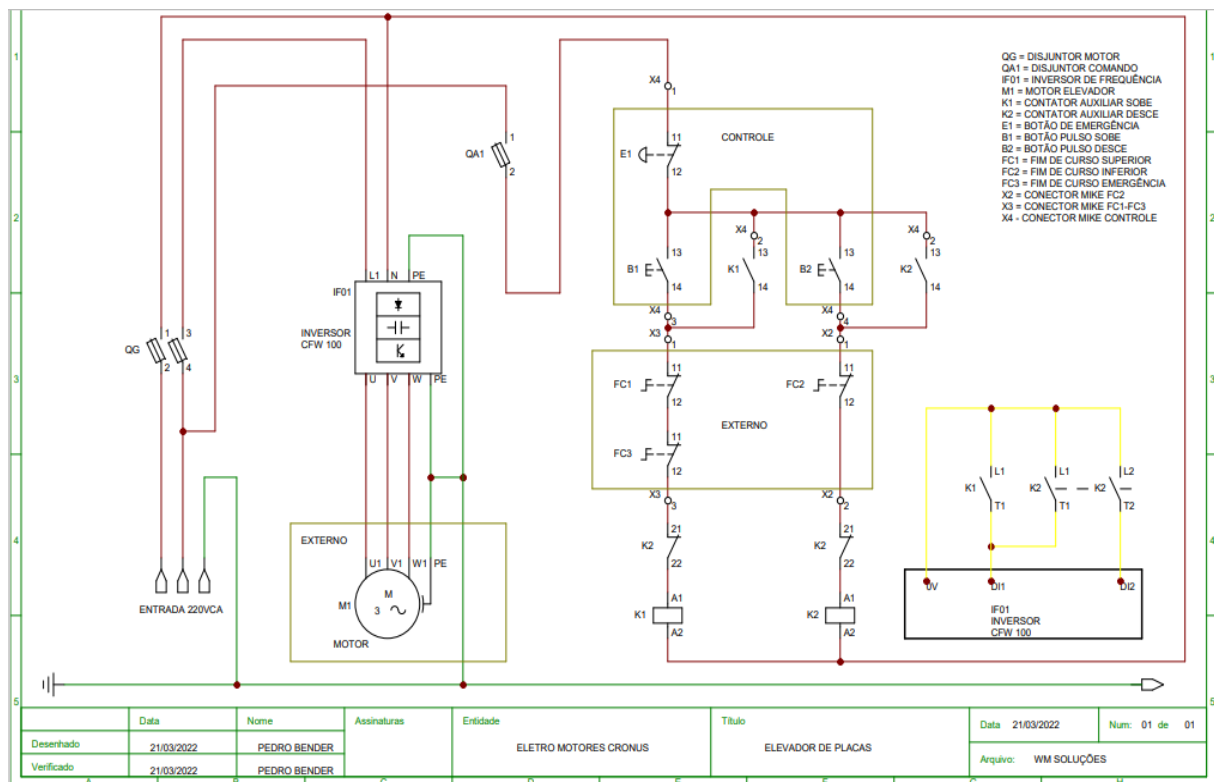 QG = DISJUNTOR MOTOR
QA1 = DISJUNTOR COMANDO
IF01 = INVERSOR DE FREQUÊNCIA
M1 = MOTOR ELEVADOR
K1 = CONTATOR AUXILIAR SOBE
K2 = CONTATOR AUXILIAR DESCE
E1 = BOTÃO DE EMERGÊNCIA
B1 = BOTÃO PULSO SOBE
B2 = BOTÃO PULSO DESCE
FC1 = FIM DE CURSO SUPERIOR
FC2 = FIM DE CURSO INFERIOR
FC3 = FIM DE CURSO EMERGÊNCIA
X2 = CONECTOR MIKE FC2
X3 = CONECTOR MIKE FC1-FC3
X4 - CONECTOR MIKE CONTROLE
1
1
X4
1
CONTROLE
E1
11
12
QA1
1
2
2
2
X4
2
X4
2
B1
13
14
K1
13
14
B2
13
14
K2
13
14
L1 N PE
IF01
INVERSOR
CFW 100
U V W PE
QG
1
2
3
4
X4
3
X3
1
X4
4
X2
1
3
3
FC1
11
12
FC2
11
12
EXTERNO
FC3
11
12
X3
3
X2
2
K1
L1
T1
K2
L1
T1
K2
L2
T2
4
4
EXTERNO
U1 V1 W1 PE
M1
M
3
MOTOR
ENTRADA 220VCA
K2
21
22
K2
21
22
K1
A1
A2
K2
A1
A2
0V
DI1
DI2
IF01
INVERSOR
CFW 100
5
5
Data
Nome
Assinaturas
Entidade
Título
Data 21/03/2022
Num: 01 de 01
Desenhado
21/03/2022
PEDRO BENDER
ELETRO MOTORES CRONUS
ELEVADOR DE PLACAS
Verificado
21/03/2022
PEDRO BENDER
Arquivo: WM SOLUÇÕES